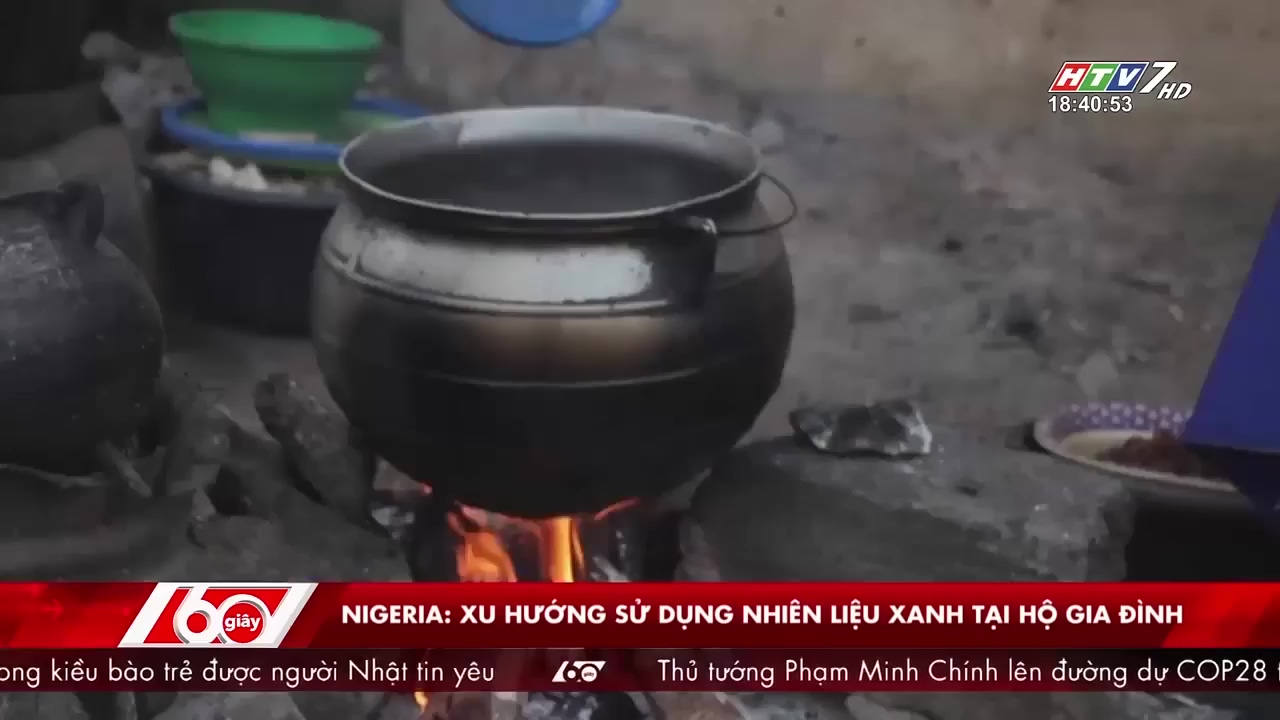 HTV7 HD
18:40:53
60 giây
NIGERIA: XU HƯỚNG SỬ DỤNG NHIÊN LIỆU XANH TẠI HỘ GIA ĐÌNH
kiều bào trẻ được người Nhật tin yêu 60 giây Thủ tướng Phạm Minh Chính lên đường dự COP28